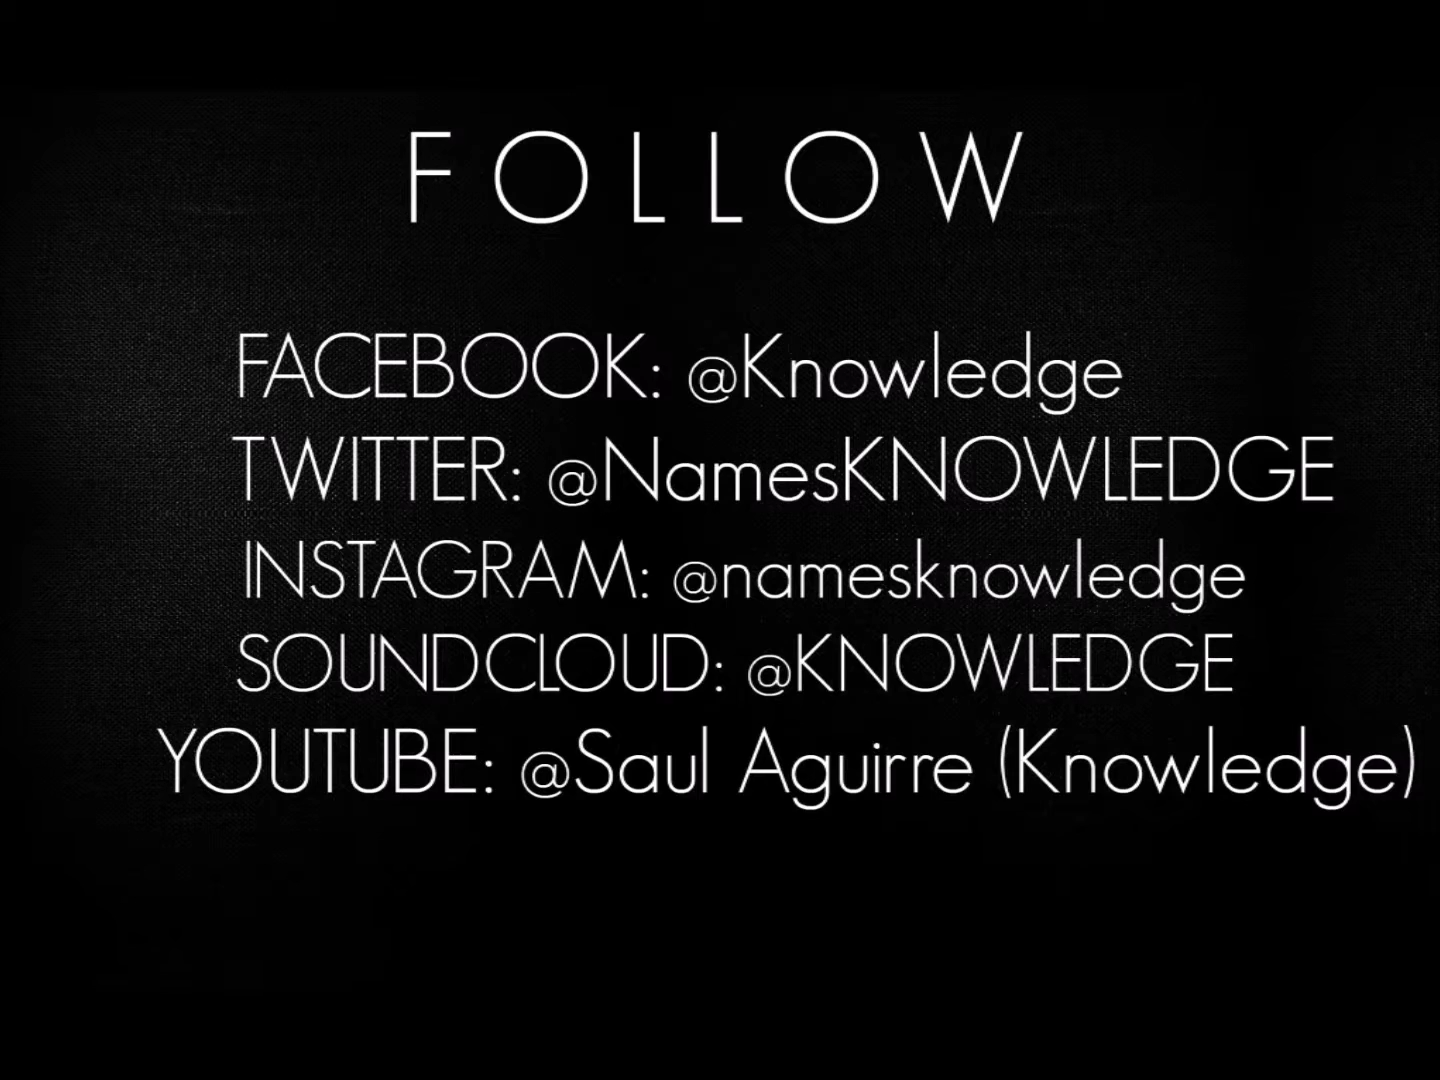 FOLLOW
FACEBOOK: @Knowledge
TWITTER: @NamesKNOWLEDGE
INSTAGRAM: @namesknowledge
SOUNDCLOUD: @KNOWLEDGE
YOUTUBE: @Saul Aguirre (Knowledge)